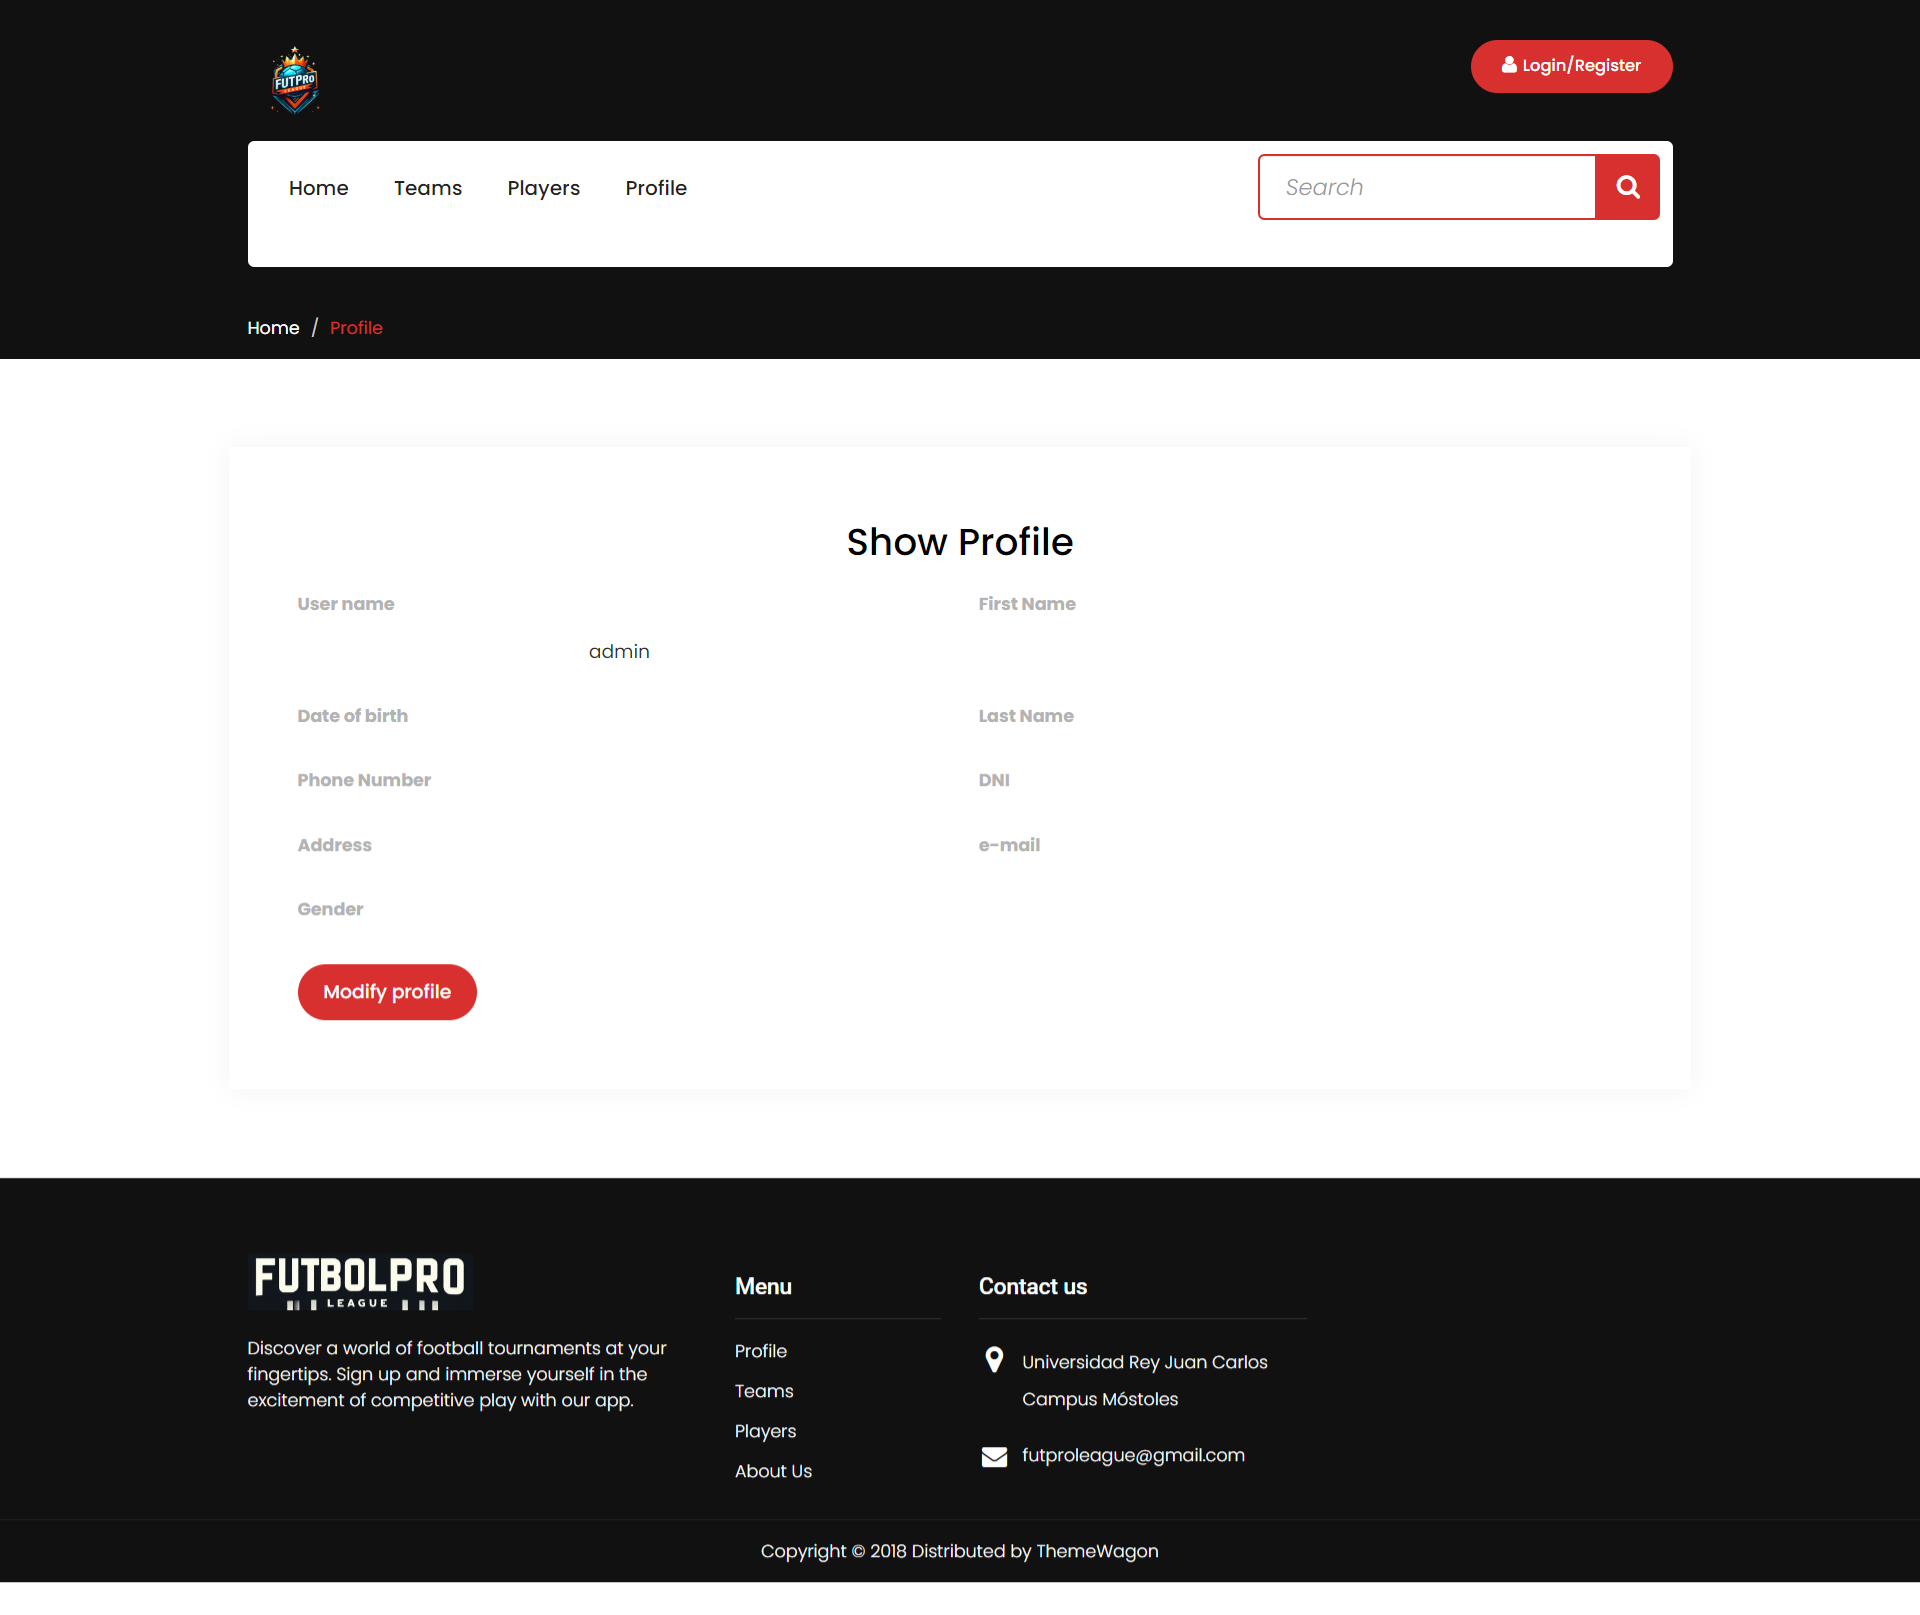 FUTPRO
LEAGUE
Login/Register
Home
Teams
Players
Profile
Search
Home / Profile
Show Profile
User name
First Name
admin
Date of birth
Last Name
Phone Number
DNI
Address
e-mail
Gender
Modify profile
FUTBOLPRO
LEAGUE
Discover a world of football tournaments at your
fingertips. Sign up and immerse yourself in the
excitement of competitive play with our app.
Menu
Profile
Teams
Players
About Us
Contact us
Universidad Rey Juan Carlos
Campus Móstoles
futproleague@gmail.com
Copyright © 2018 Distributed by ThemeWagon